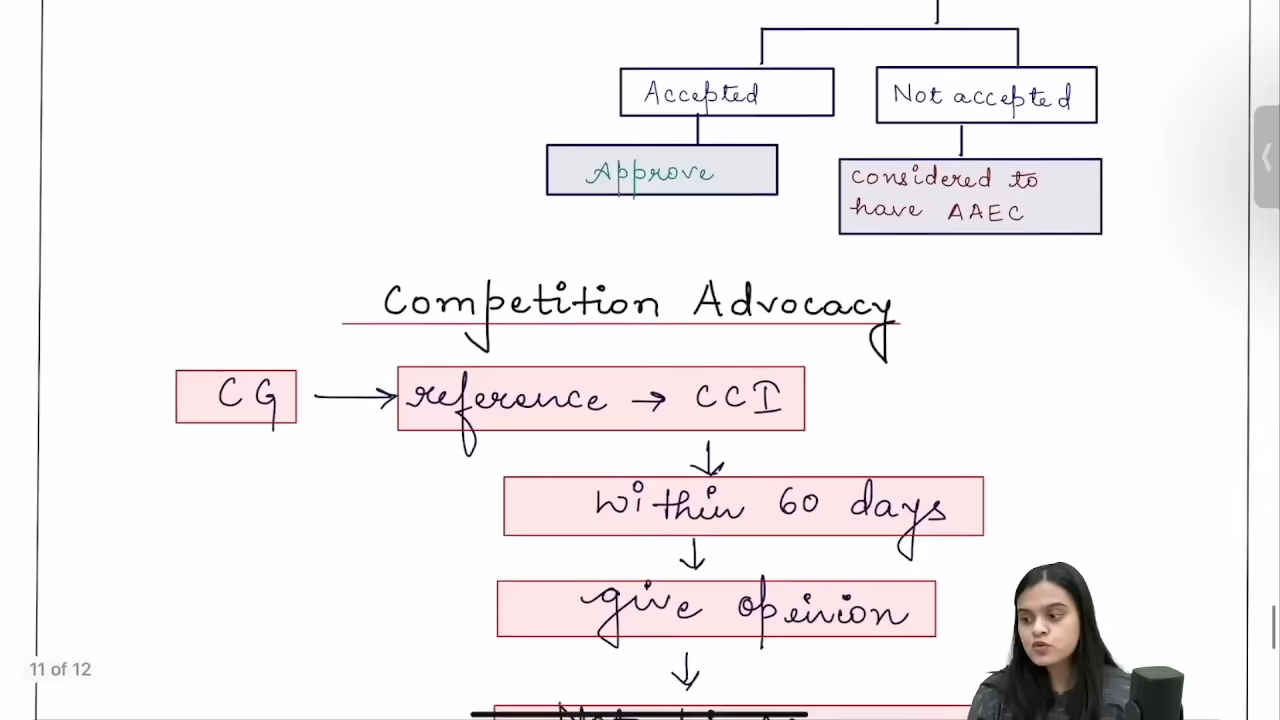 Accepted
Not accepted
Approve
considered to
have AAEC
Competition Advocacy
CG
reference → CCI
within 60 days
give opinion
11 of 12